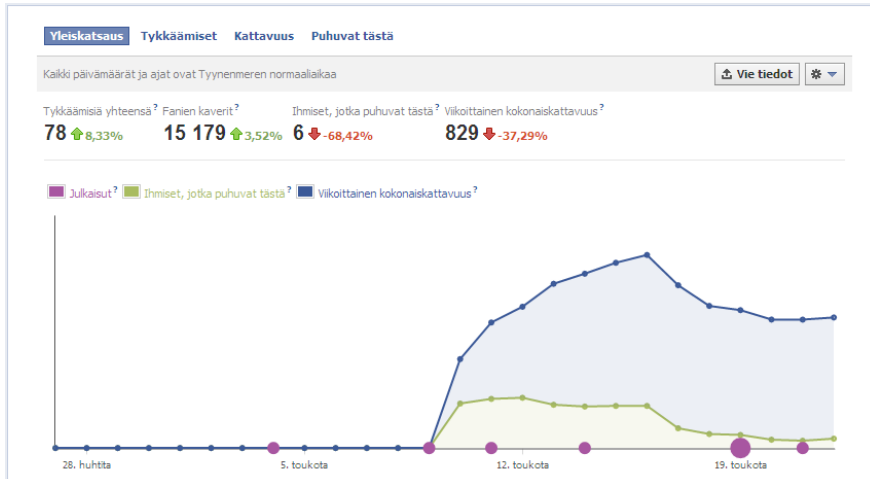 Yleiskatsaus Tykkäämiset Kattavuus Puhuvat tästä
Kaikki päivämäärät ja ajat ovat Tyynenmeren normaaliaikaa Vie tiedot
Tykkäämisiä yhteensä? Fanien kaverit? Ihmiset, jotka puhuvat tästä? Viikoittainen kokonaiskattavuus?
78 8,33% 15 179 3,52% 6 -68,42% 829 -37,29%
Julkaisut? Ihmiset, jotka puhuvat tästä? Viikoittainen kokonaiskattavuus?
28. huhtita 5. toukota 12. toukota 19. toukota